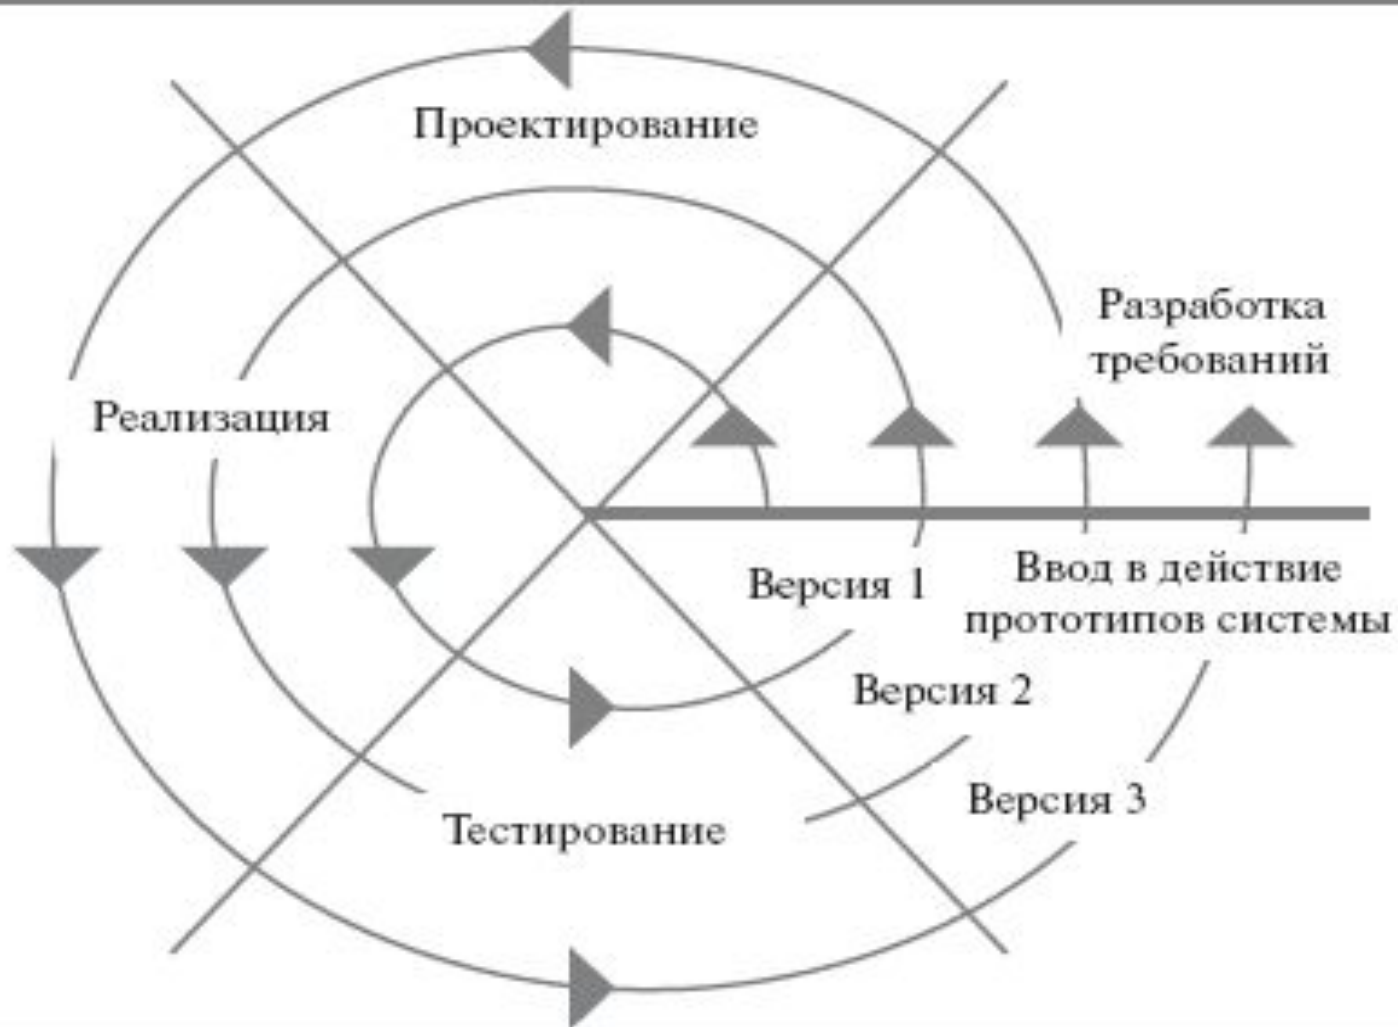 Проектирование
Разработка
требований
Реализация
Версия 1
Ввод в действие
прототипов системы
Версия 2
Версия 3
Тестирование